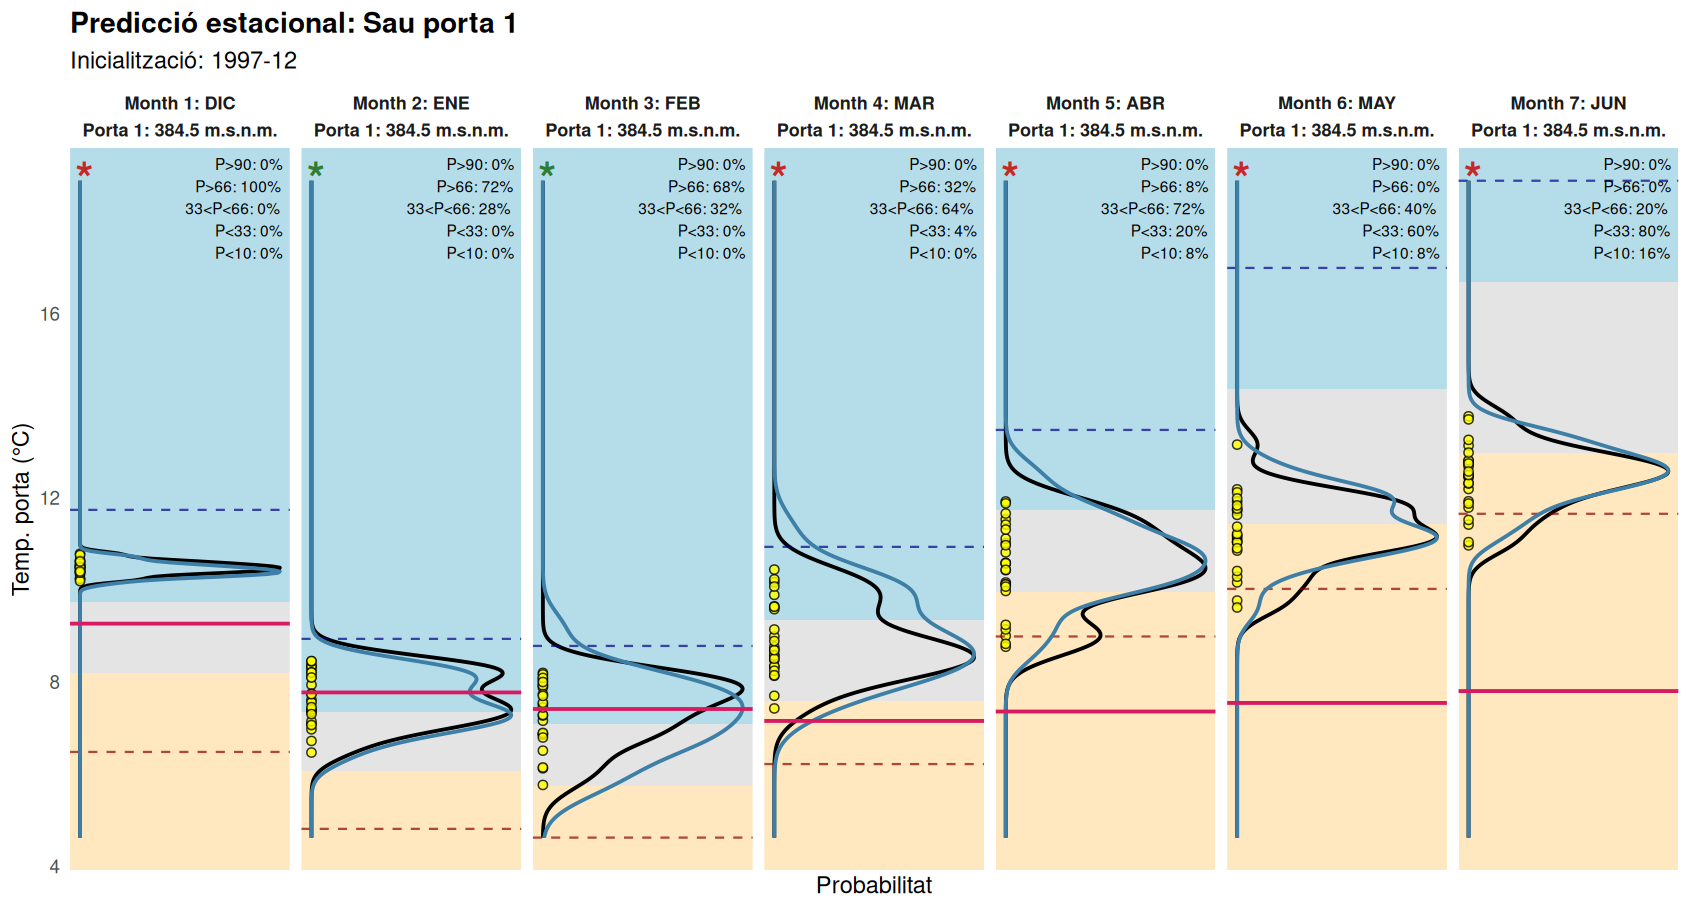 Predicció estacional: Sau porta 1
Inicialització: 1997-12
Month 1: DIC
Porta 1: 384.5 m.s.n.m.
Month 2: ENE
Porta 1: 384.5 m.s.n.m.
Month 3: FEB
Porta 1: 384.5 m.s.n.m.
Month 4: MAR
Porta 1: 384.5 m.s.n.m.
Month 5: ABR
Porta 1: 384.5 m.s.n.m.
Month 6: MAY
Porta 1: 384.5 m.s.n.m.
Month 7: JUN
Porta 1: 384.5 m.s.n.m.
*
P>90: 0%
P>66: 100%
33<P<66: 0%
P<33: 0%
P<10: 0%
*
P>90: 0%
P>66: 72%
33<P<66: 28%
P<33: 0%
P<10: 0%
*
P>90: 0%
P>66: 68%
33<P<66: 32%
P<33: 0%
P<10: 0%
*
P>90: 0%
P>66: 32%
33<P<66: 64%
P<33: 4%
P<10: 0%
*
P>90: 0%
P>66: 8%
33<P<66: 72%
P<33: 20%
P<10: 8%
*
P>90: 0%
P>66: 0%
33<P<66: 40%
P<33: 60%
P<10: 8%
*
P>90: 0%
P>66: 0%
33<P<66: 20%
P<33: 80%
P<10: 16%
Temp. porta (°C)
16
12
8
4
Probabilitat